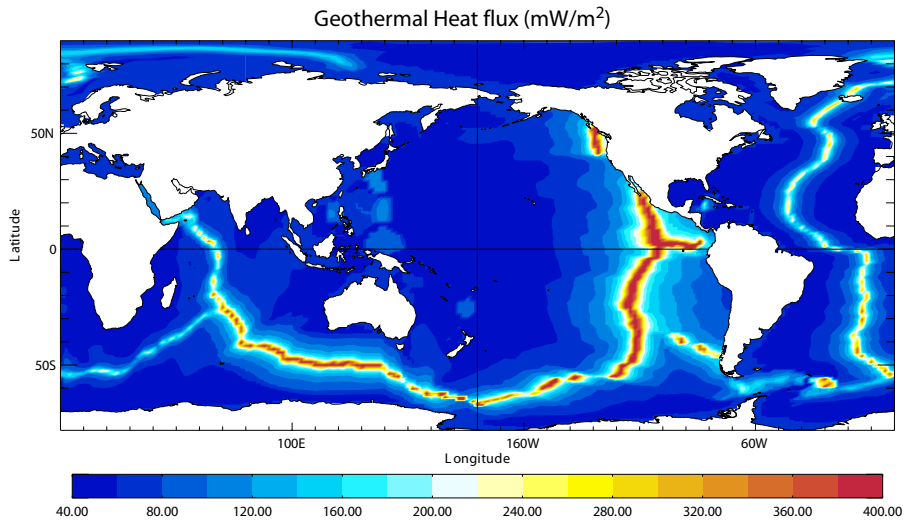 Geothermal Heat flux (mW/m²)
50N
0
50S
Latitude
100E
160W
60W
Longitude
40.00
80.00
120.00
160.00
200.00
240.00
280.00
320.00
360.00
400.00